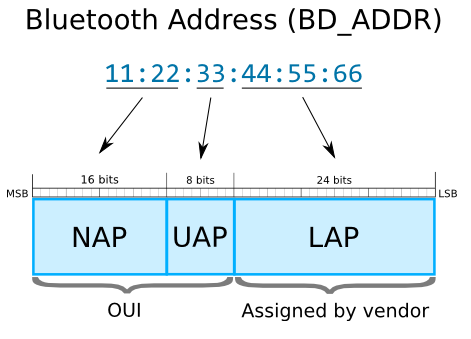 Bluetooth Address (BD_ADDR)
11:22:33:44:55:66
16 bits 8 bits 24 bits
MSB LSB
NAP UAP LAP
OUI Assigned by vendor